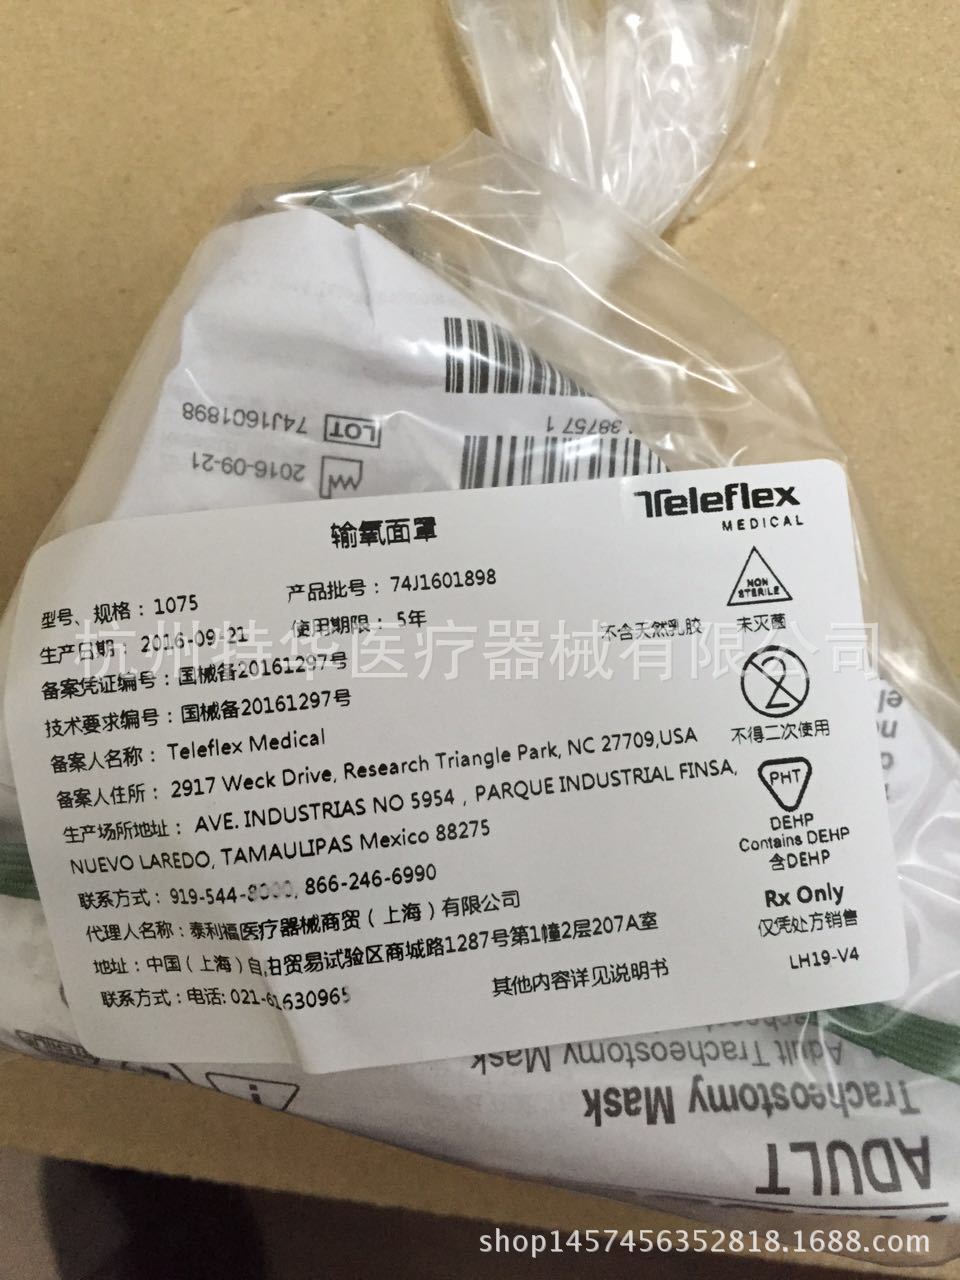 38757 1
LOT 74J1601898
2016-09-21
Teleflex
MEDICAL
输氧面罩
型号、规格：1075
产品批号：74J1601898
生产日期：2016-09-21
使用期限：5年
备案凭证编号：国械备20161297号
技术要求编号：国械备20161297号
备案人名称：Teleflex Medical
备案人住所：2917 Weck Drive, Research Triangle Park, NC 27709,USA
生产场所地址：AVE. INDUSTRIAS NO 5954 , PARQUE INDUSTRIAL FINSA,
NUEVO LAREDO, TAMAULIPAS Mexico 88275
联系方式：919-544-8000, 866-246-6990
代理人名称：泰利福医疗器械商贸（上海）有限公司
地址：中国（上海）自由贸易试验区商城路1287号第1幢2层207A室
联系方式：电话: 021-61630965
其他内容详见说明书
NON
STERILE
不含天然乳胶
未灭菌
2
不得二次使用
PHT
DEHP
Contains DEHP
含DEHP
Rx Only
仅凭处方销售
LH19-V4
杭州特华医疗器械有限公司
Adult Tracheostomy Mask
Tracheostomy Mask
ADULT
shop1457456352818.1688.com